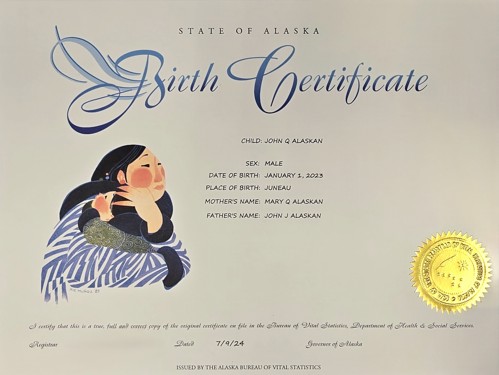 STATE OF ALASKA
Birth Certificate
CHILD: JOHN Q ALASKAN
SEX: MALE
DATE OF BIRTH: JANUARY 1, 2023
PLACE OF BIRTH: JUNEAU
MOTHER'S NAME: MARY Q ALASKAN
FATHER'S NAME: JOHN J ALASKAN
I certify that this is a true, full and correct copy of the original certificate on file in the Bureau of Vital Statistics, Department of Health & Social Services
Registrar Dated 7/9/24 Governor of Alaska
ISSUED BY THE ALASKA BUREAU OF VITAL STATISTICS